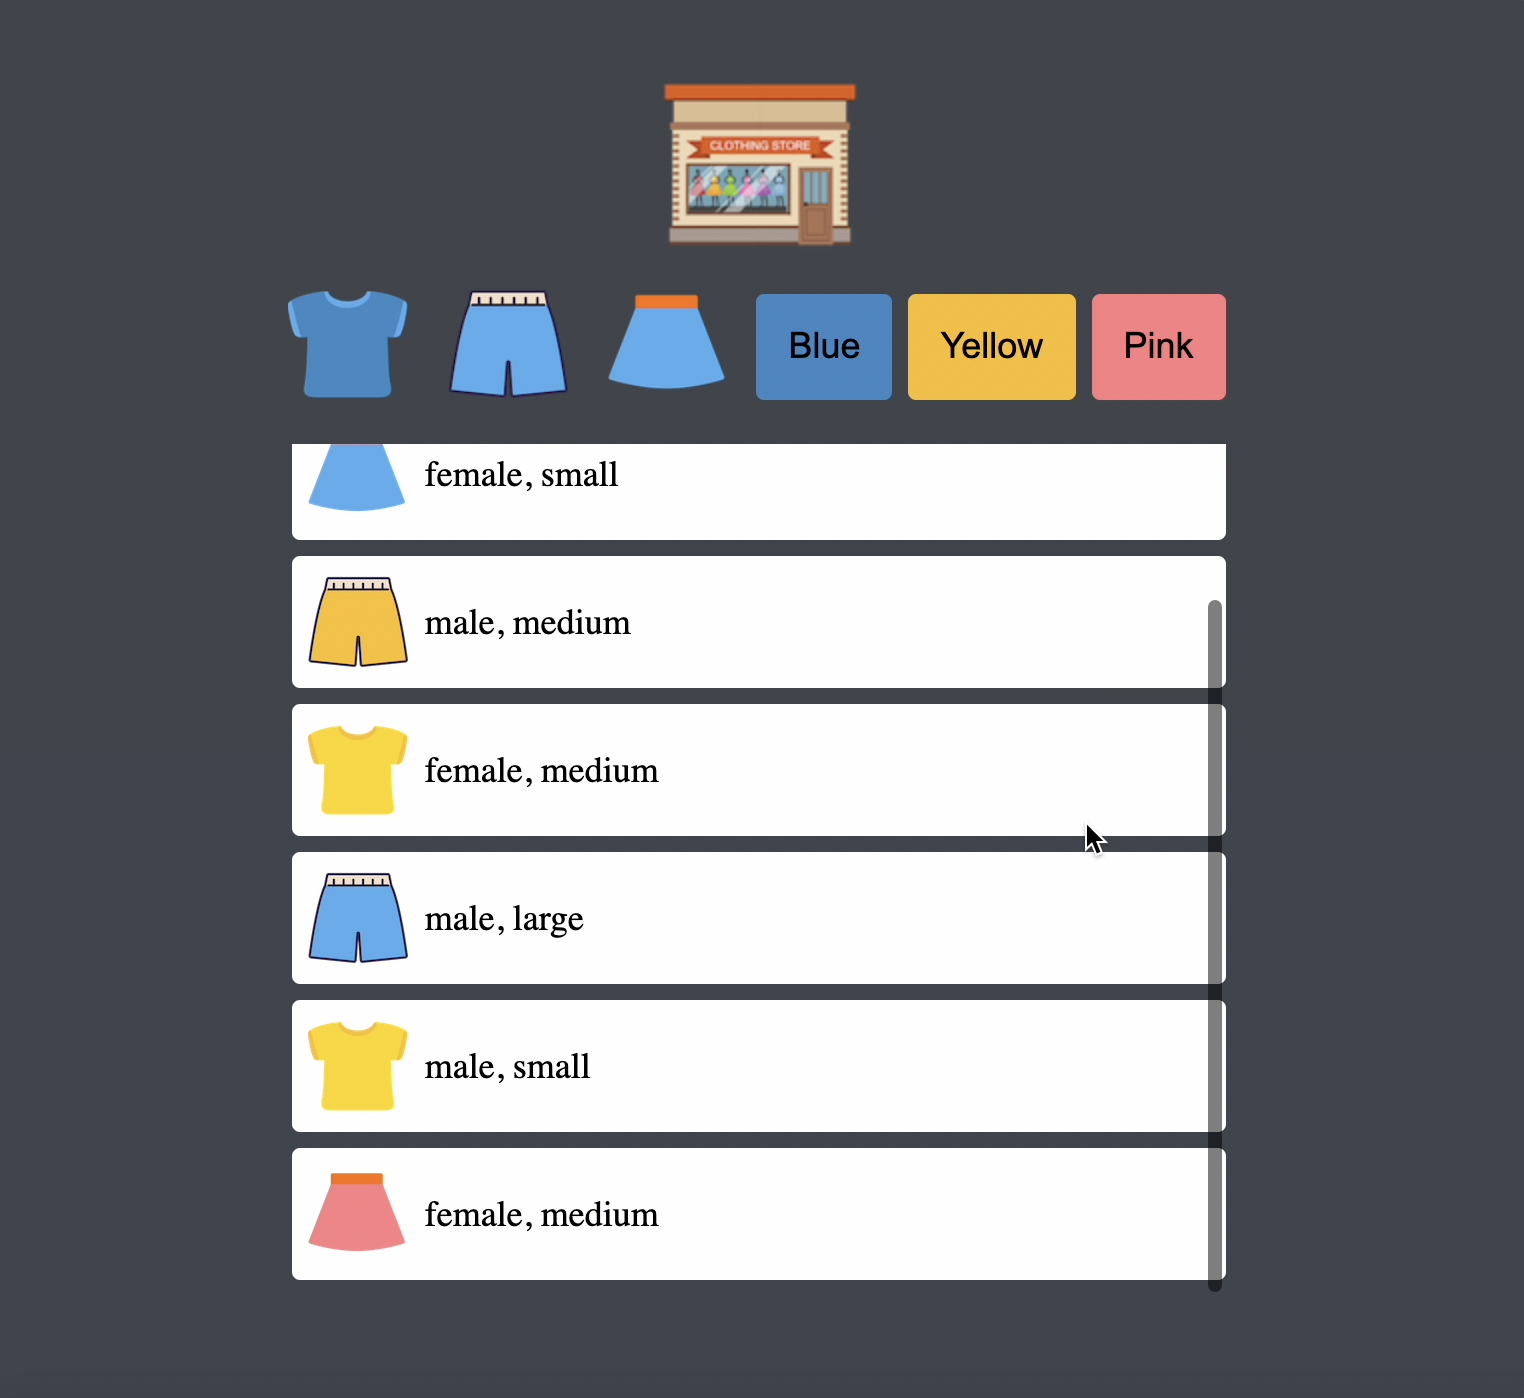 CLOTHING STORE
Blue
Yellow
Pink
female, small
male, medium
female, medium
male, large
male, small
female, medium